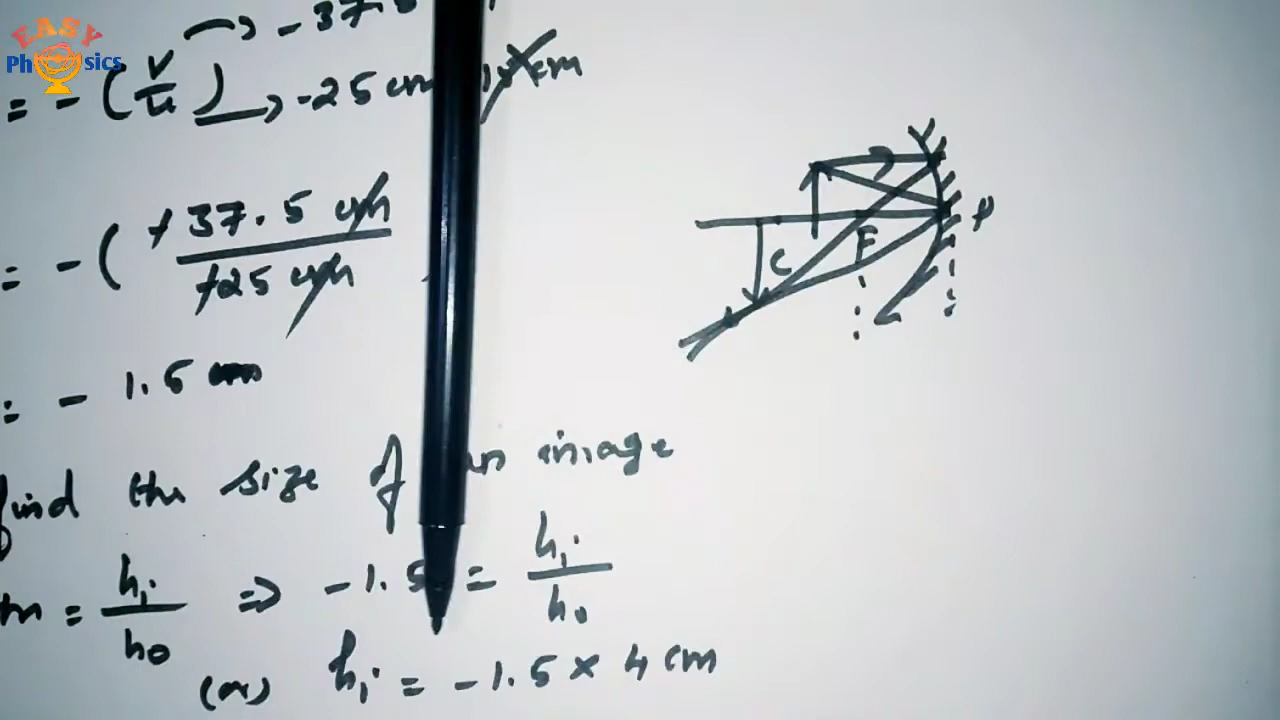 EASY
Physics
→ - 37.5
= - (v/u) → -25 cm cm
= - (+37.5 cm / +25 cm
= - 1.5
find the size of an image
m = hi/ho ⇒ -1.5 = hi/ho
(or) hi = -1.5 × 4 cm
C
F
P